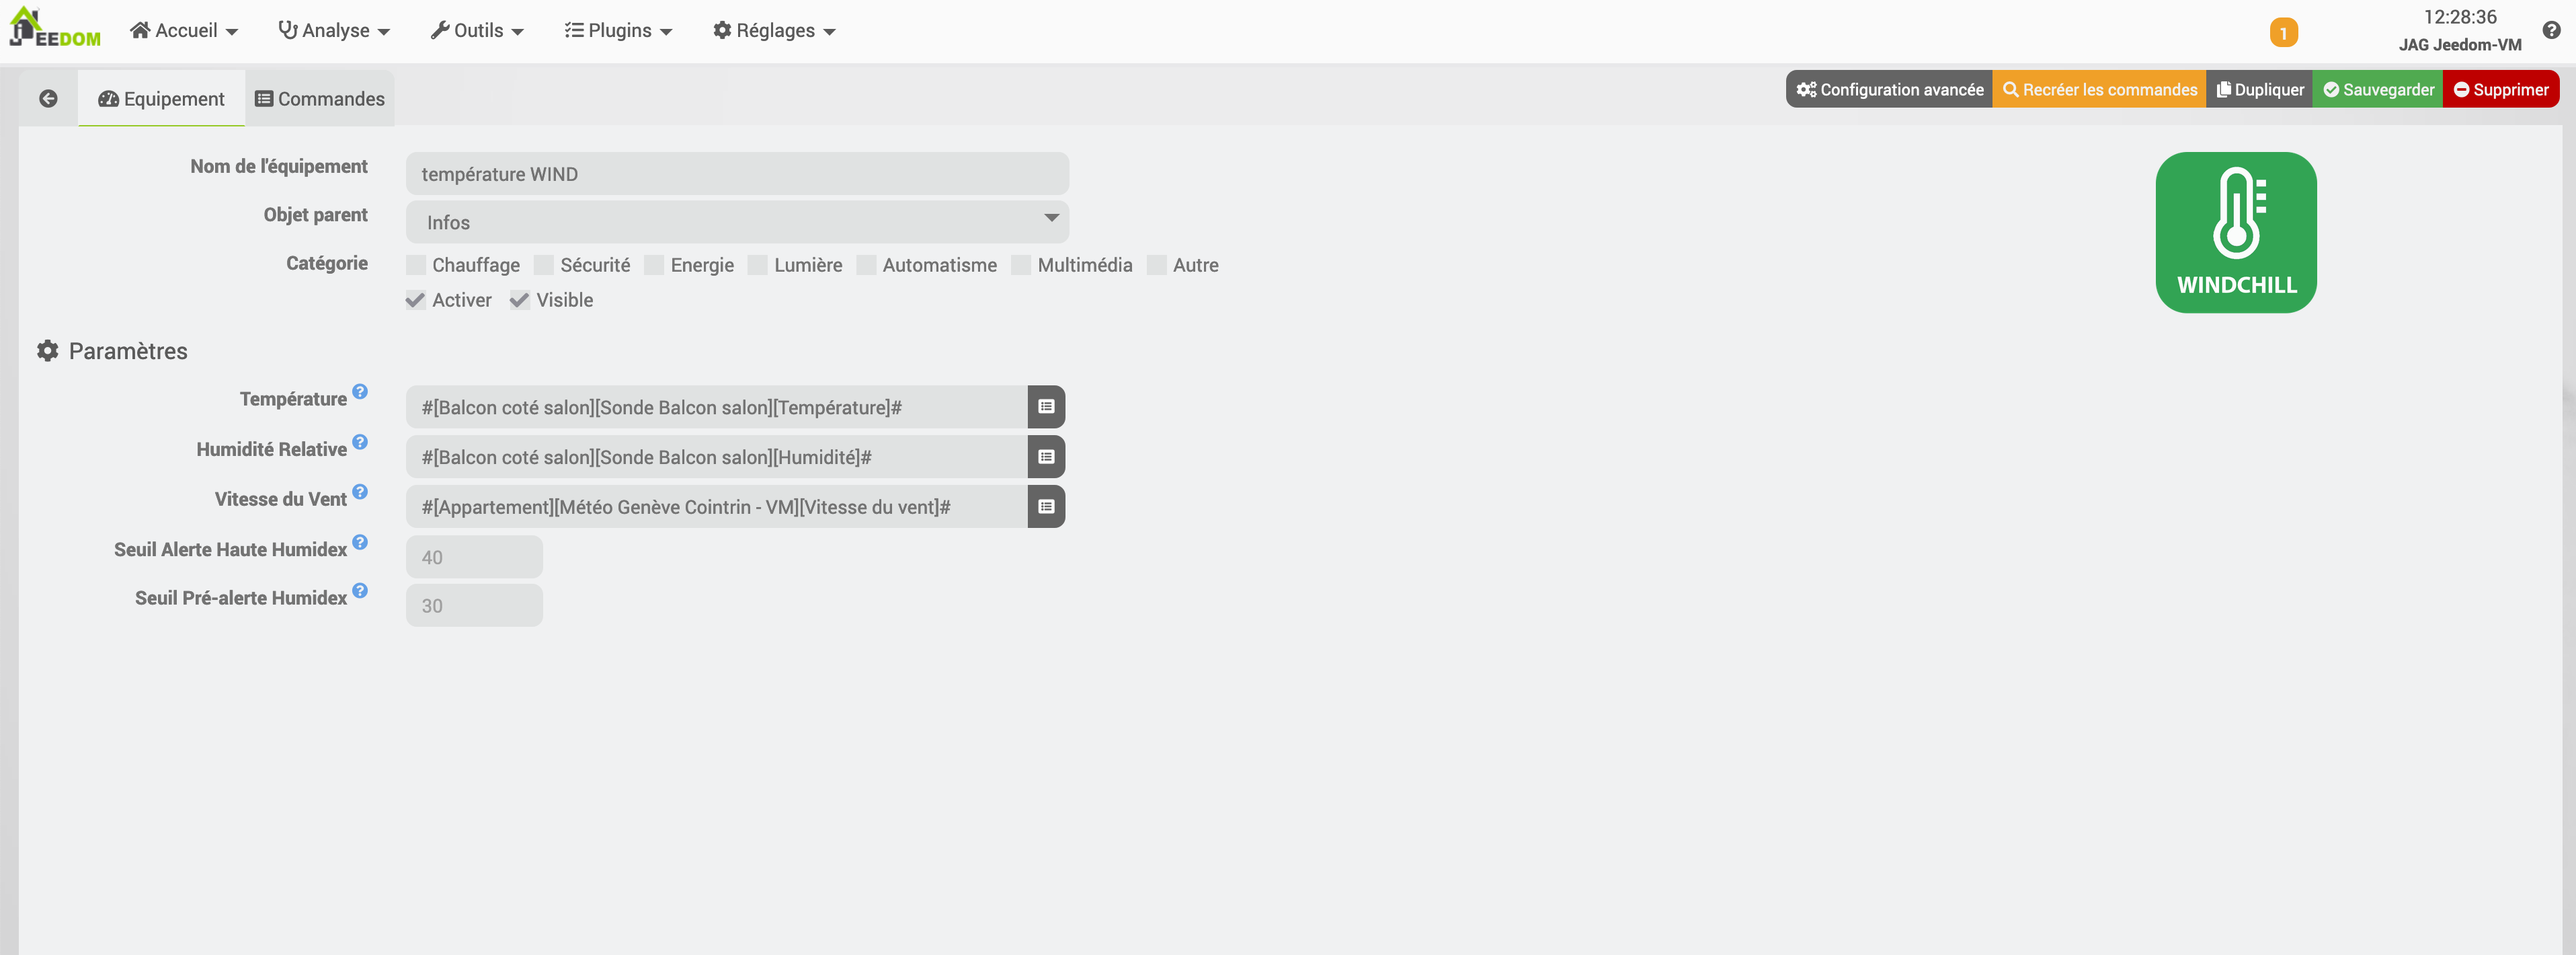 JEEDOM Accueil Analyse Outils Plugins Réglages 1 12:28:36
JAG Jeedom-VM
Equipement Commandes Configuration avancée Recréer les commandes Dupliquer Sauvegarder Supprimer
Nom de l'équipement température WIND
Objet parent Infos
Catégorie Chauffage Sécurité Energie Lumière Automatisme Multimédia Autre
Activer Visible
WINDCHILL
Paramètres
Température #[Balcon coté salon][Sonde Balcon salon][Température]#
Humidité Relative #[Balcon coté salon][Sonde Balcon salon][Humidité]#
Vitesse du Vent #[Appartement][Météo Genève Cointrin - VM][Vitesse du vent]#
Seuil Alerte Haute Humidex 40
Seuil Pré-alerte Humidex 30